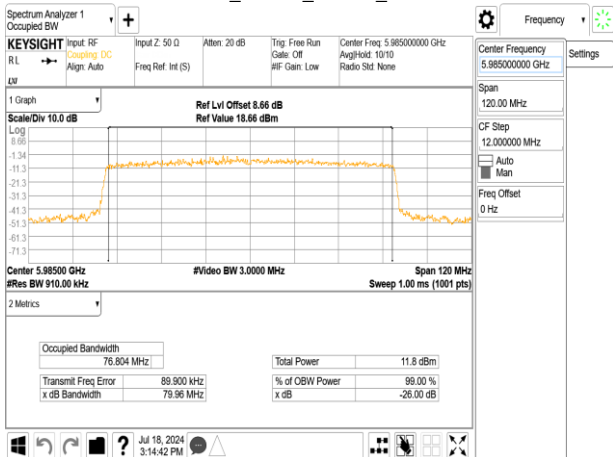 Spectrum Analyzer 1
Occupied BW
KEYSIGHT
RL
Input: RF
Coupling: DC
Align: Auto
Input Z: 50 Ω
Freq Ref: Int (S)
Atten: 20 dB
Trig: Free Run
Gate: Off
#IF Gain: Low
Center Freq: 5.985000000 GHz
Avg|Hold: 10/10
Radio Std: None
1 Graph
Scale/Div 10.0 dB
Ref Lvl Offset 8.66 dB
Ref Value 18.66 dBm
Log
8.66
-1.34
-11.3
-21.3
-31.3
-41.3
-51.3
-61.3
-71.3
Center 5.98500 GHz
#Video BW 3.0000 MHz
Span 120 MHz
#Res BW 910.00 kHz
Sweep 1.00 ms (1001 pts)
2 Metrics
Occupied Bandwidth
76.804 MHz
Transmit Freq Error 89.900 kHz
x dB Bandwidth 79.96 MHz
Total Power 11.8 dBm
% of OBW Power 99.00 %
x dB -26.00 dB
Jul 18, 2024
3:14:42 PM
Frequency
Settings
Center Frequency
5.985000000 GHz
Span
120.00 MHz
CF Step
12.000000 MHz
Auto
Man
Freq Offset
0 Hz